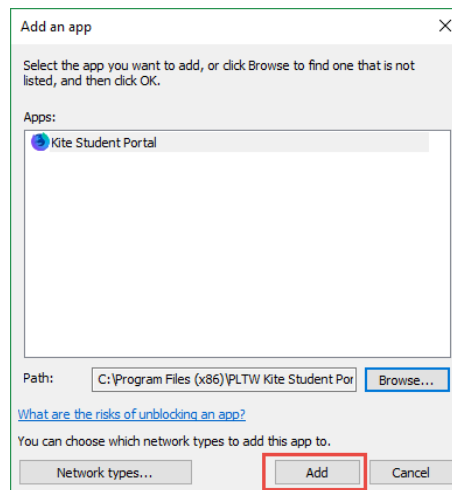 Add an app
Select the app you want to add, or click Browse to find one that is not
listed, and then click OK.
Apps:
Kite Student Portal
Path:
C:\Program Files (x86)\PLTW Kite Student Por
Browse...
What are the risks of unblocking an app?
You can choose which network types to add this app to.
Network types...
Add
Cancel